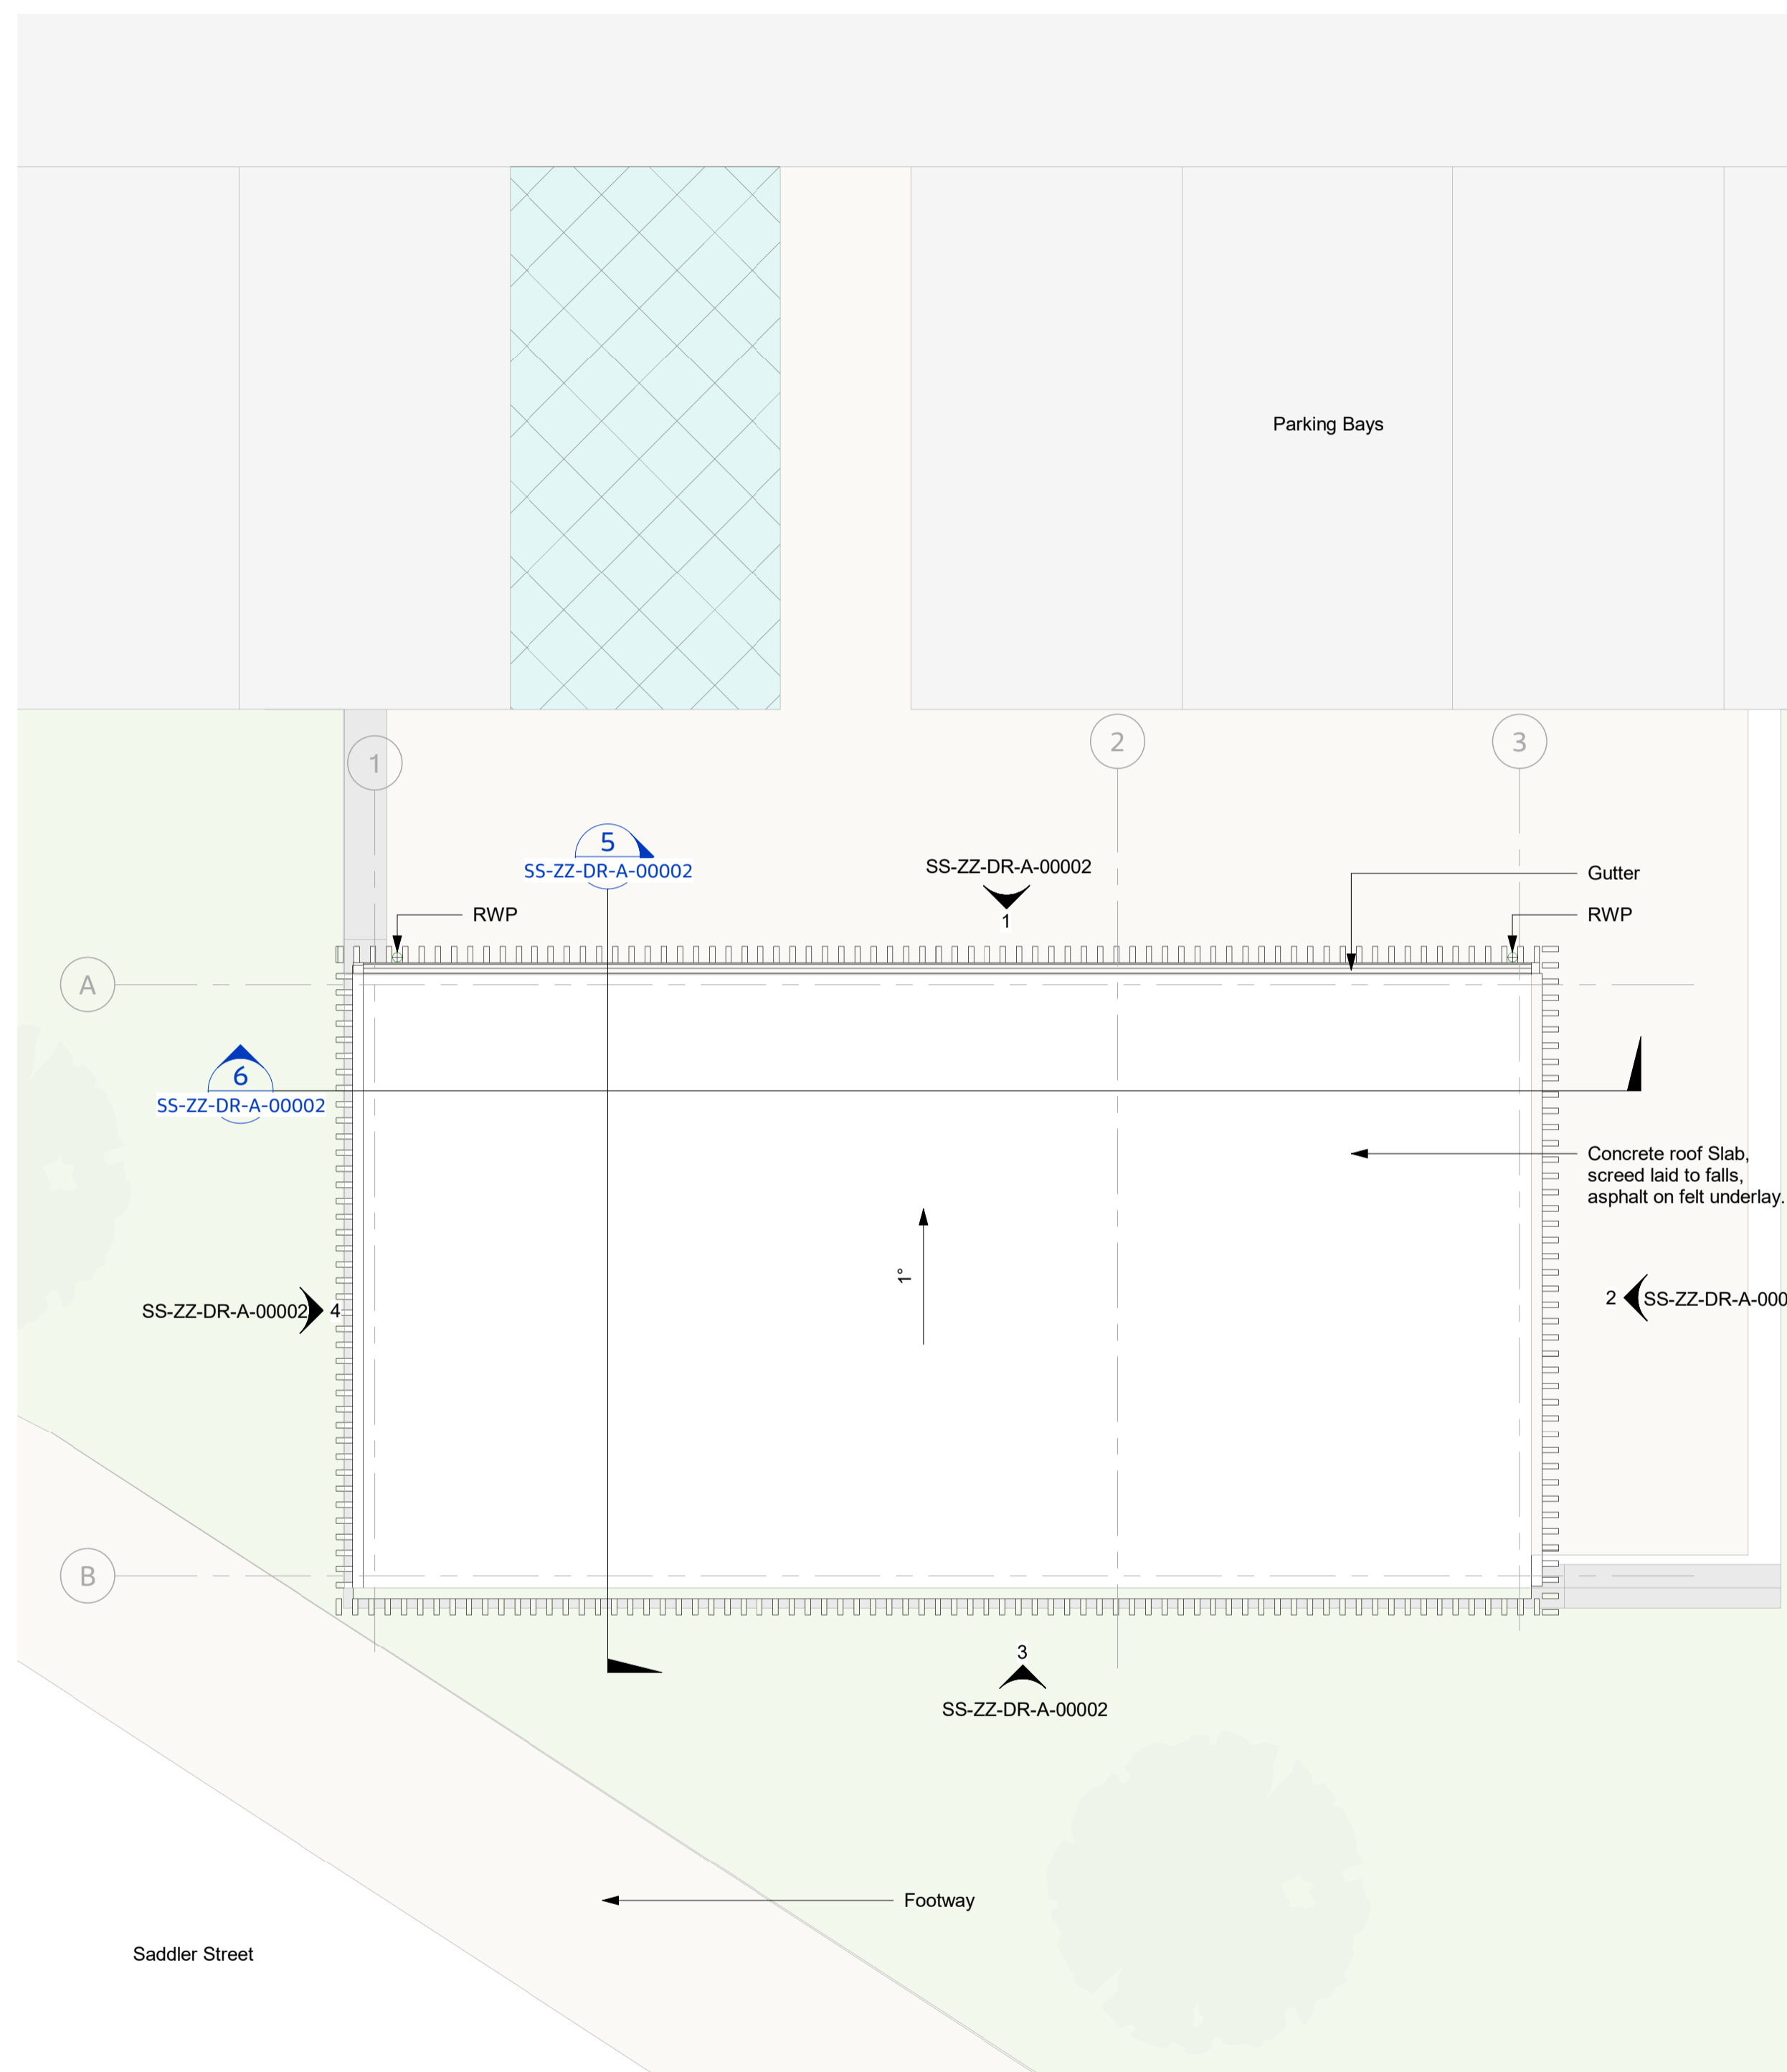 Parking Bays
1
2
3
5
SS-ZZ-DR-A-00002
SS-ZZ-DR-A-00002
1
Gutter
RWP
RWP
A
6
SS-ZZ-DR-A-00002
Concrete roof Slab,
screed laid to falls,
asphalt on felt underlay.
1°
SS-ZZ-DR-A-00002
4
2
SS-ZZ-DR-A-000
B
3
SS-ZZ-DR-A-00002
Footway
Saddler Street